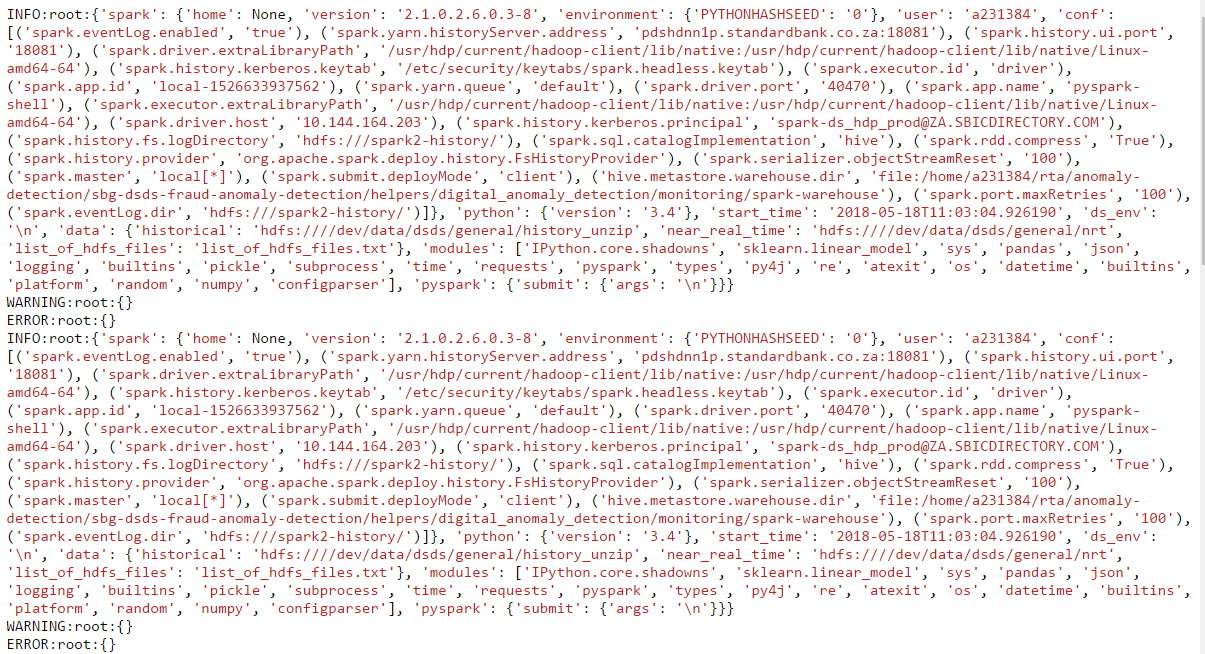 INFO:root:{'spark': {'home': None, 'version': '2.1.0.2.6.0.3-8', 'environment': {'PYTHONHASHSEED': '0'}, 'user': 'a231384', 'conf':
[('spark.eventLog.enabled', 'true'), ('spark.yarn.historyServer.address', 'pdshdnn1p.standardbank.co.za:18081'), ('spark.history.ui.port',
'18081'), ('spark.driver.extraLibraryPath', '/usr/hdp/current/hadoop-client/lib/native:/usr/hdp/current/hadoop-client/lib/native/Linux-
amd64-64'), ('spark.history.kerberos.keytab', '/etc/security/keytabs/spark.headless.keytab'), ('spark.executor.id', 'driver'),
('spark.app.id', 'local-1526633937562'), ('spark.yarn.queue', 'default'), ('spark.driver.port', '40470'), ('spark.app.name', 'pyspark-
shell'), ('spark.executor.extraLibraryPath', '/usr/hdp/current/hadoop-client/lib/native:/usr/hdp/current/hadoop-client/lib/native/Linux-
amd64-64'), ('spark.driver.host', '10.144.164.203'), ('spark.history.kerberos.principal', 'spark-ds_hdp_prod@ZA.SBICDIRECTORY.COM'),
('spark.history.fs.logDirectory', 'hdfs:///spark2-history/'), ('spark.sql.catalogImplementation', 'hive'), ('spark.rdd.compress', 'True'),
('spark.history.provider', 'org.apache.spark.deploy.history.FsHistoryProvider'), ('spark.serializer.objectStreamReset', '100'),
('spark.master', 'local[*]'), ('spark.submit.deployMode', 'client'), ('hive.metastore.warehouse.dir', 'file:/home/a231384/rta/anomaly-
detection/sbg-dsds-fraud-anomaly-detection/helpers/digital_anomaly_detection/monitoring/spark-warehouse'), ('spark.port.maxRetries', '100'),
('spark.eventLog.dir', 'hdfs:///spark2-history/')]}, 'python': {'version': '3.4'}, 'start_time': '2018-05-18T11:03:04.926190', 'ds_env':
'\n', 'data': {'historical': 'hdfs:////dev/data/dsds/general/history_unzip', 'near_real_time': 'hdfs:////dev/data/dsds/general/nrt',
'list_of_hdfs_files': 'list_of_hdfs_files.txt'}, 'modules': ['IPython.core.shadowns', 'sklearn.linear_model', 'sys', 'pandas', 'json',
'logging', 'builtins', 'pickle', 'subprocess', 'time', 'requests', 'pyspark', 'types', 'py4j', 're', 'atexit', 'os', 'datetime', 'builtins',
'platform', 'random', 'numpy', 'configparser'], 'pyspark': {'submit': {'args': '\n'}}}
WARNING:root:{}
ERROR:root:{}
INFO:root:{'spark': {'home': None, 'version': '2.1.0.2.6.0.3-8', 'environment': {'PYTHONHASHSEED': '0'}, 'user': 'a231384', 'conf':
[('spark.eventLog.enabled', 'true'), ('spark.yarn.historyServer.address', 'pdshdnn1p.standardbank.co.za:18081'), ('spark.history.ui.port',
'18081'), ('spark.driver.extraLibraryPath', '/usr/hdp/current/hadoop-client/lib/native:/usr/hdp/current/hadoop-client/lib/native/Linux-
amd64-64'), ('spark.history.kerberos.keytab', '/etc/security/keytabs/spark.headless.keytab'), ('spark.executor.id', 'driver'),
('spark.app.id', 'local-1526633937562'), ('spark.yarn.queue', 'default'), ('spark.driver.port', '40470'), ('spark.app.name', 'pyspark-
shell'), ('spark.executor.extraLibraryPath', '/usr/hdp/current/hadoop-client/lib/native:/usr/hdp/current/hadoop-client/lib/native/Linux-
amd64-64'), ('spark.driver.host', '10.144.164.203'), ('spark.history.kerberos.principal', 'spark-ds_hdp_prod@ZA.SBICDIRECTORY.COM'),
('spark.history.fs.logDirectory', 'hdfs:///spark2-history/'), ('spark.sql.catalogImplementation', 'hive'), ('spark.rdd.compress', 'True'),
('spark.history.provider', 'org.apache.spark.deploy.history.FsHistoryProvider'), ('spark.serializer.objectStreamReset', '100'),
('spark.master', 'local[*]'), ('spark.submit.deployMode', 'client'), ('hive.metastore.warehouse.dir', 'file:/home/a231384/rta/anomaly-
detection/sbg-dsds-fraud-anomaly-detection/helpers/digital_anomaly_detection/monitoring/spark-warehouse'), ('spark.port.maxRetries', '100'),
('spark.eventLog.dir', 'hdfs:///spark2-history/')]}, 'python': {'version': '3.4'}, 'start_time': '2018-05-18T11:03:04.926190', 'ds_env':
'\n', 'data': {'historical': 'hdfs:////dev/data/dsds/general/history_unzip', 'near_real_time': 'hdfs:////dev/data/dsds/general/nrt',
'list_of_hdfs_files': 'list_of_hdfs_files.txt'}, 'modules': ['IPython.core.shadowns', 'sklearn.linear_model', 'sys', 'pandas', 'json',
'logging', 'builtins', 'pickle', 'subprocess', 'time', 'requests', 'pyspark', 'types', 'py4j', 're', 'atexit', 'os', 'datetime', 'builtins',
'platform', 'random', 'numpy', 'configparser'], 'pyspark': {'submit': {'args': '\n'}}}
WARNING:root:{}
ERROR:root:{}